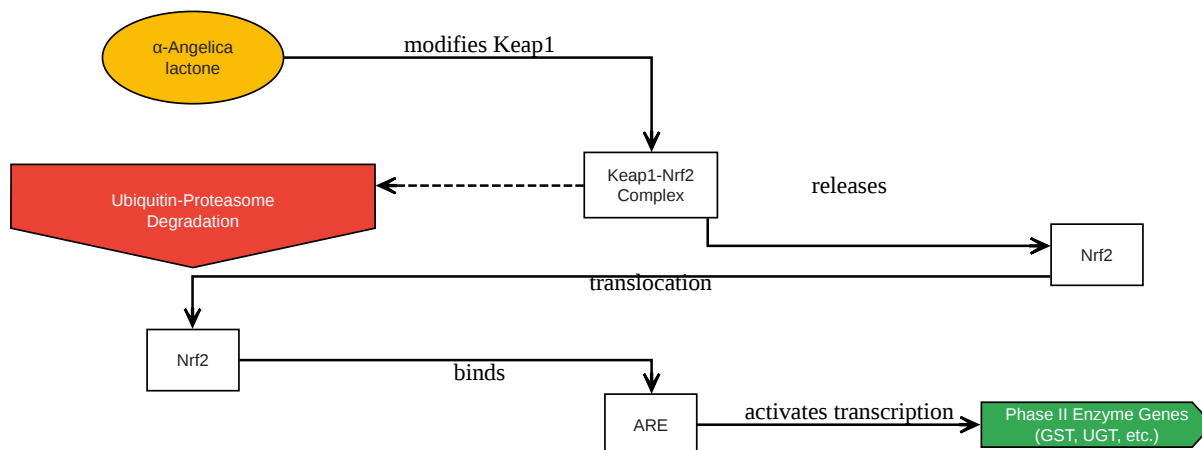 α-Angelica
lactone
modifies Keap1
Keap1-Nrf2
Complex
releases
Ubiquitin-Proteasome
Degradation
Nrf2
translocation
Nrf2
binds
ARE
activates transcription
Phase II Enzyme Genes
(GST, UGT, etc.)